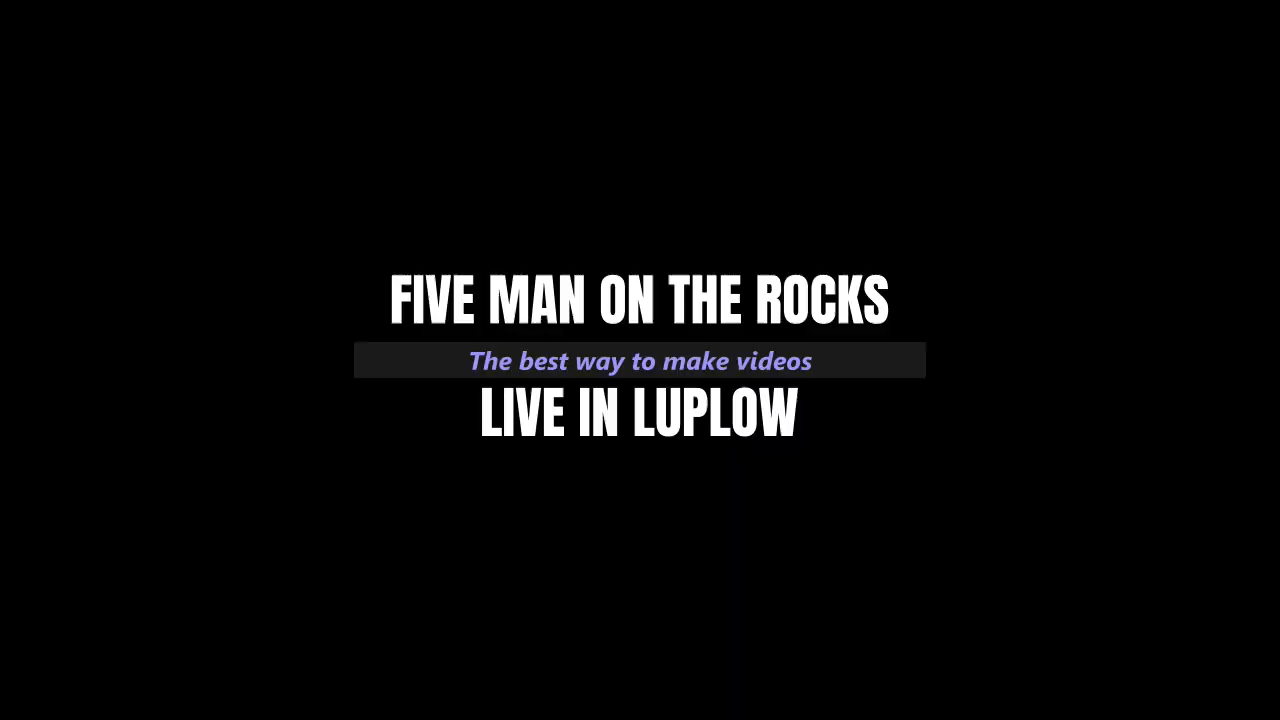 FIVE MAN ON THE ROCKS
The best way to make videos
LIVE IN LUPLOW